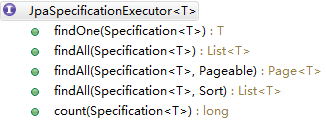 I JpaSpecificationExecutor<T>
findOne(Specification<T>) : T
findAll(Specification<T>) : List<T>
findAll(Specification<T>, Pageable) : Page<T>
findAll(Specification<T>, Sort) : List<T>
count(Specification<T>) : long